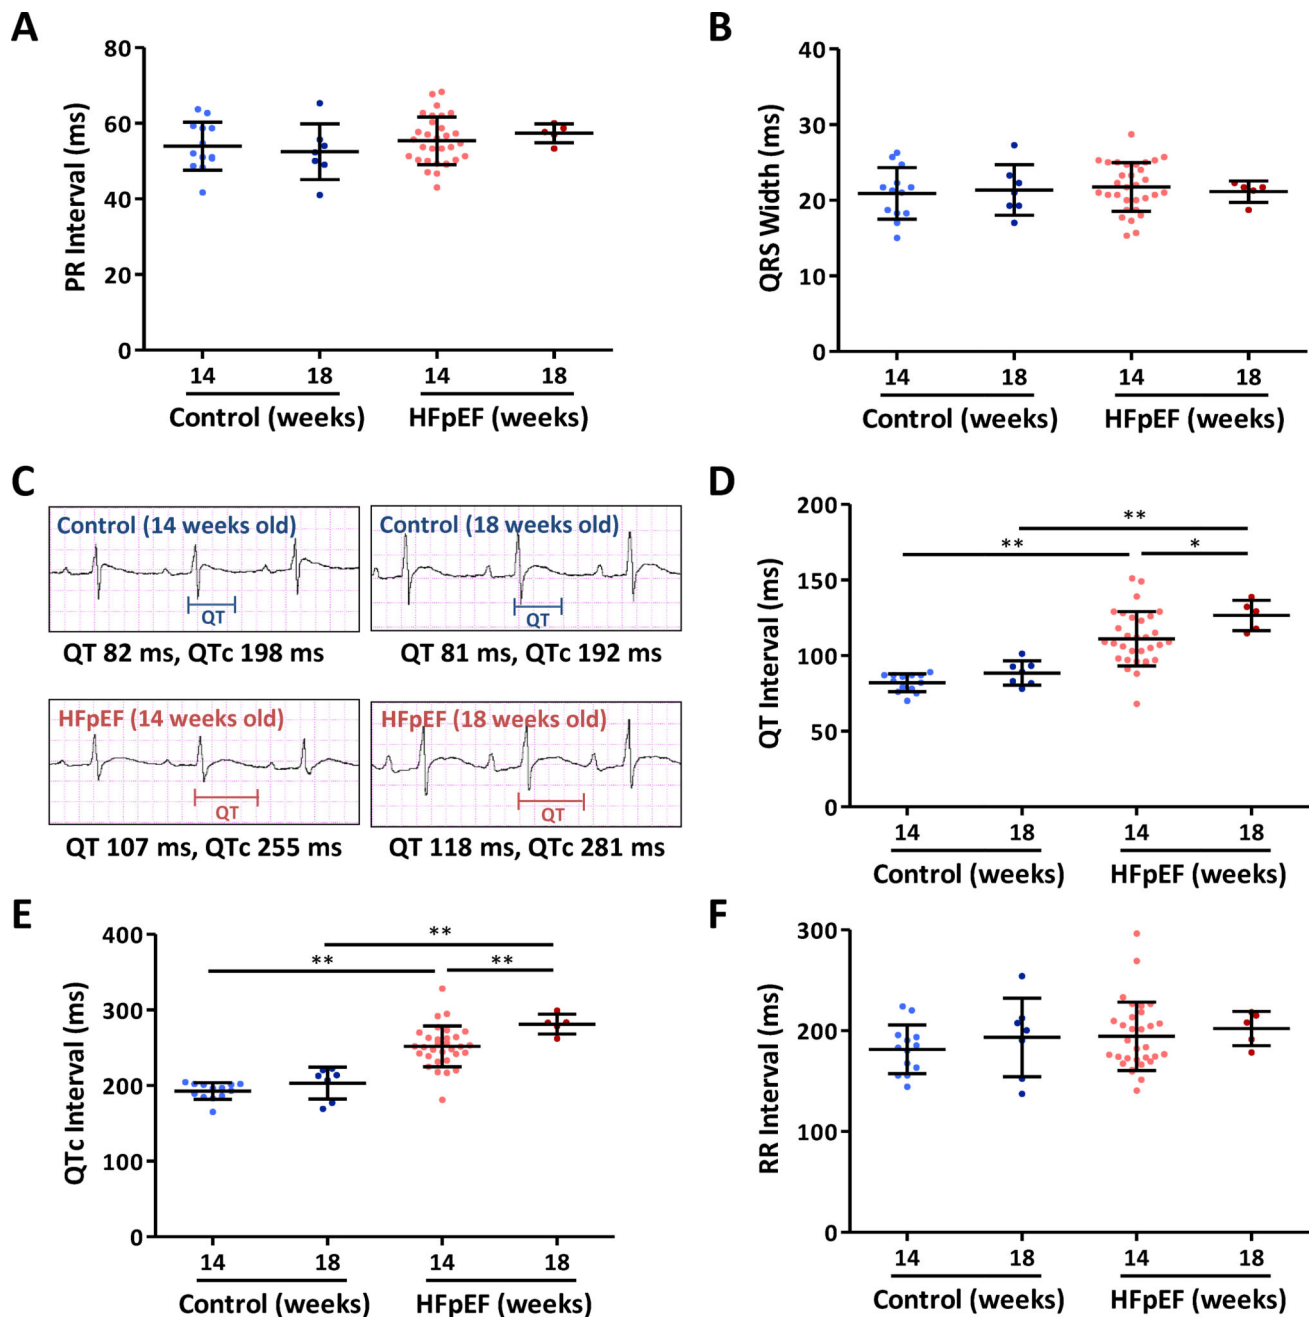 A
PR Interval (ms)
80
60
40
20
0
14 18 14 18
Control (weeks) HFpEF (weeks)
B
QRS Width (ms)
40
30
20
10
0
14 18 14 18
Control (weeks) HFpEF (weeks)
C
Control (14 weeks old)
QT
QT 82 ms, QTc 198 ms
Control (18 weeks old)
QT
QT 81 ms, QTc 192 ms
HFpEF (14 weeks old)
QT
QT 107 ms, QTc 255 ms
HFpEF (18 weeks old)
QT
QT 118 ms, QTc 281 ms
D
QT Interval (ms)
200
150
100
50
0
**
** *
14 18 14 18
Control (weeks) HFpEF (weeks)
E
QTc Interval (ms)
400
300
200
100
0
**
** **
14 18 14 18
Control (weeks) HFpEF (weeks)
F
RR Interval (ms)
300
200
100
0
14 18 14 18
Control (weeks) HFpEF (weeks)